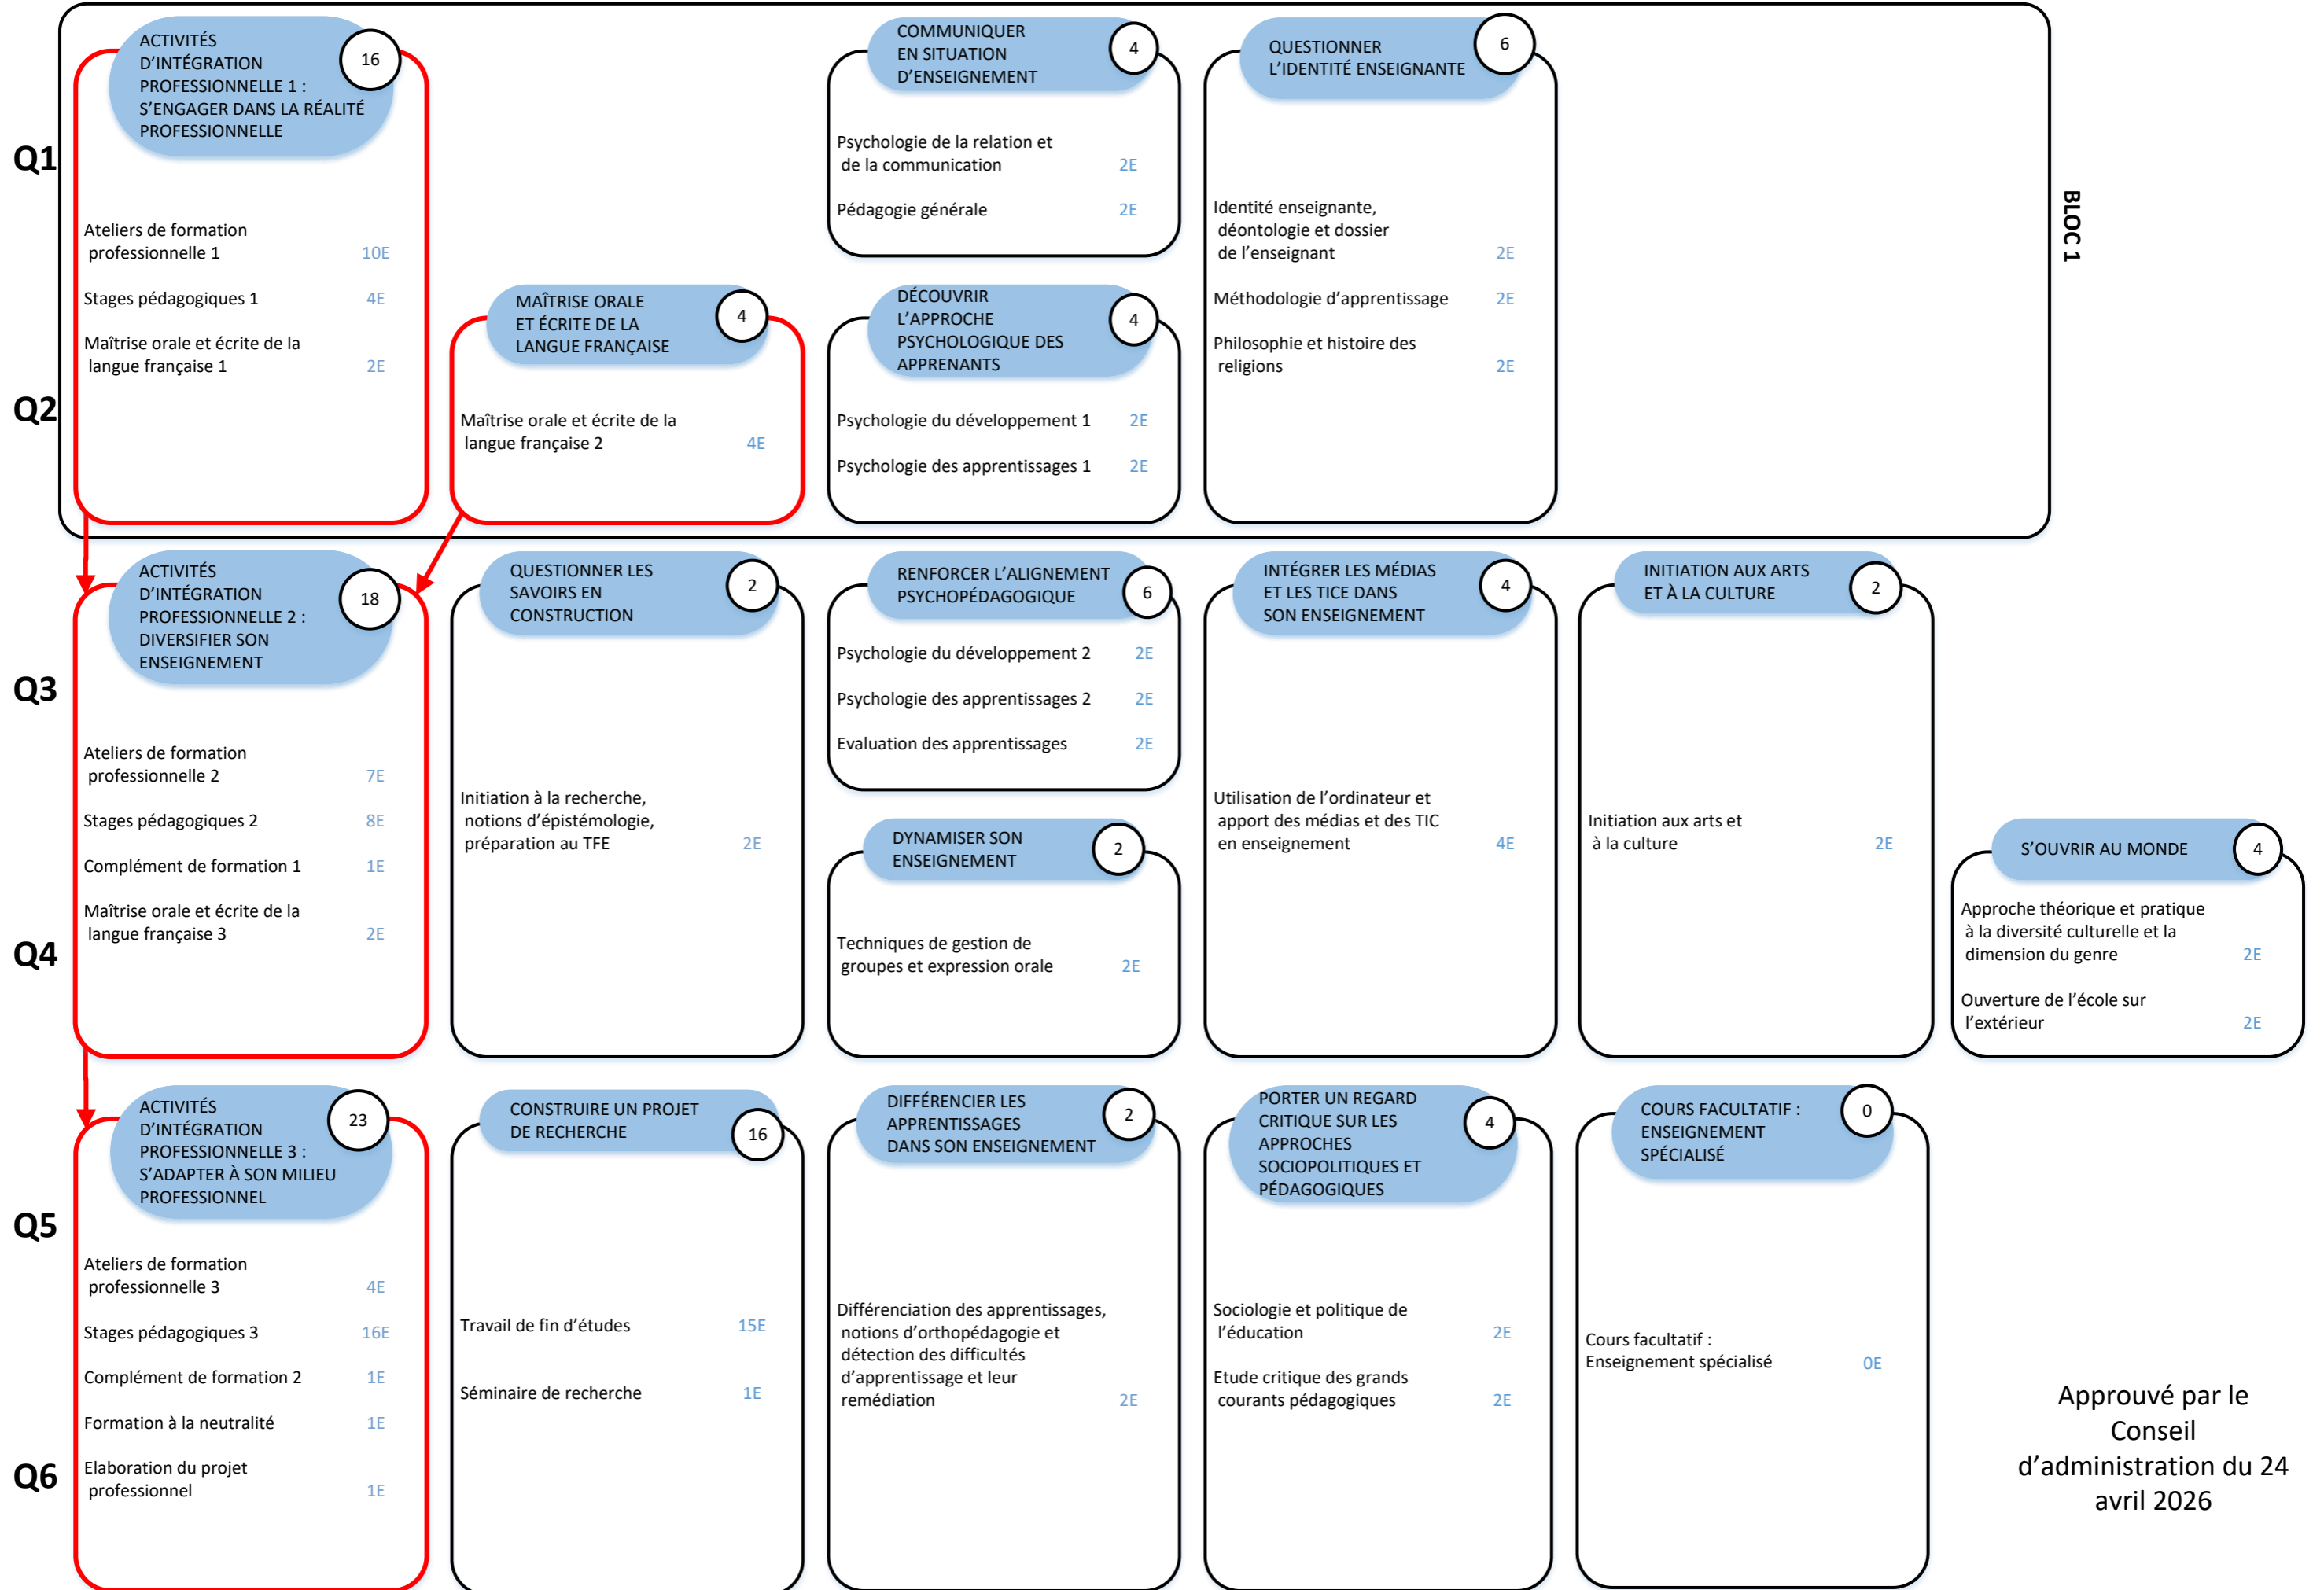 Q1
Q2
BLOC 1
ACTIVITÉS
D’INTÉGRATION
PROFESSIONNELLE 1 :
S’ENGAGER DANS LA RÉALITÉ
PROFESSIONNELLE
16
Ateliers de formation
professionnelle 1 10E
Stages pédagogiques 1 4E
Maîtrise orale et écrite de la
langue française 1 2E
MAÎTRISE ORALE
ET ÉCRITE DE LA
LANGUE FRANÇAISE
4
Maîtrise orale et écrite de la
langue française 2 4E
COMMUNIQUER
EN SITUATION
D’ENSEIGNEMENT
4
Psychologie de la relation et
de la communication 2E
Pédagogie générale 2E
DÉCOUVRIR
L’APPROCHE
PSYCHOLOGIQUE DES
APPRENANTS
4
Psychologie du développement 1 2E
Psychologie des apprentissages 1 2E
QUESTIONNER
L’IDENTITÉ ENSEIGNANTE
6
Identité enseignante,
déontologie et dossier
de l’enseignant 2E
Méthodologie d’apprentissage 2E
Philosophie et histoire des
religions 2E
Q3
Q4
ACTIVITÉS
D’INTÉGRATION
PROFESSIONNELLE 2 :
DIVERSIFIER SON
ENSEIGNEMENT
18
Ateliers de formation
professionnelle 2 7E
Stages pédagogiques 2 8E
Complément de formation 1 1E
Maîtrise orale et écrite de la
langue française 3 2E
QUESTIONNER LES
SAVOIRS EN
CONSTRUCTION
2
Initiation à la recherche,
notions d’épistémologie,
préparation au TFE 2E
RENFORCER L’ALIGNEMENT
PSYCHOPÉDAGOGIQUE
6
Psychologie du développement 2 2E
Psychologie des apprentissages 2 2E
Evaluation des apprentissages 2E
DYNAMISER SON
ENSEIGNEMENT
2
Techniques de gestion de
groupes et expression orale 2E
INTÉGRER LES MÉDIAS
ET LES TICE DANS
SON ENSEIGNEMENT
4
Utilisation de l’ordinateur et
apport des médias et des TIC
en enseignement 4E
INITIATION AUX ARTS
ET À LA CULTURE
2
Initiation aux arts et
à la culture 2E
S’OUVRIR AU MONDE
4
Approche théorique et pratique
à la diversité culturelle et la
dimension du genre 2E
Ouverture de l’école sur
l’extérieur 2E
Q5
Q6
ACTIVITÉS
D’INTÉGRATION
PROFESSIONNELLE 3 :
S’ADAPTER À SON MILIEU
PROFESSIONNEL
23
Ateliers de formation
professionnelle 3 4E
Stages pédagogiques 3 16E
Complément de formation 2 1E
Formation à la neutralité 1E
Elaboration du projet
professionnel 1E
CONSTRUIRE UN PROJET
DE RECHERCHE
16
Travail de fin d’études 15E
Séminaire de recherche 1E
DIFFÉRENCIER LES
APPRENTISSAGES
DANS SON ENSEIGNEMENT
2
Différenciation des apprentissages,
notions d’orthopédagogie et
détection des difficultés
d’apprentissage et leur
remédiation 2E
PORTER UN REGARD
CRITIQUE SUR LES
APPROCHES
SOCIOPOLITIQUES ET
PÉDAGOGIQUES
4
Sociologie et politique de
l’éducation 2E
Etude critique des grands
courants pédagogiques 2E
COURS FACULTATIF :
ENSEIGNEMENT
SPÉCIALISÉ
0
Cours facultatif :
Enseignement spécialisé 0E
Approuvé par le
Conseil
d’administration du 24
avril 2026